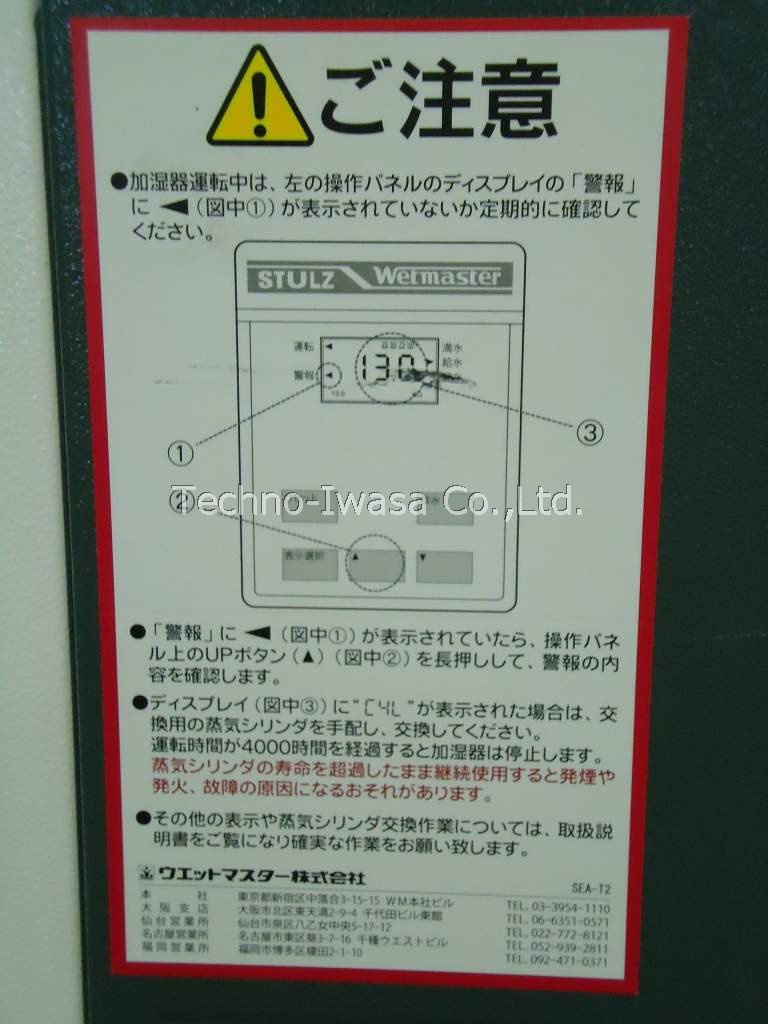 ご注意
●加湿器運転中は、左の操作パネルのディスプレイの「警報」
に ◀ (図中①)が表示されていないか定期的に確認して
ください。
STULZ Wetmaster
運転 ◀ 満水
130 給水
警報 ◀
①
③
②
Techno-Iwasa Co.,Ltd.
表示選択 ▲ ▼
●「警報」に ◀ (図中①)が表示されていたら、操作パネ
ル上のUPボタン(▲)(図中②)を長押しして、警報の内
容を確認します。
●ディスプレイ(図中③)に"CYL"が表示された場合は、交
換用の蒸気シリンダを手配し、交換してください。
運転時間が4000時間を経過すると加湿器は停止します。
蒸気シリンダの寿命を超過したまま継続使用すると発煙や
発火、故障の原因になるおそれがあります。
●その他の表示や蒸気シリンダ交換作業については、取扱説
明書をご覧になり確実な作業をお願い致します。
ウエットマスター株式会社
SEA-T2
本社 東京都新宿区中落合3-15-15 WM本社ビル TEL. 03-3954-1110
大阪支店 大阪市北区東天満2-9-4 千代田ビル東館 TEL. 06-6351-0571
仙台営業所 仙台市泉区八乙女中央5-17-12 TEL. 022-772-8121
名古屋営業所 名古屋市東区葵3-7-16 千種ウエストビル TEL. 052-939-2811
福岡営業所 福岡市博多区榎田2-1-10 TEL. 092-471-0371